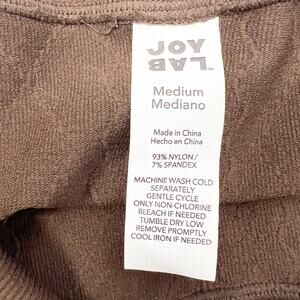 JOY
LAB™
Medium
Mediano
Made in China
Hecho en China
93% NYLON /
7% SPANDEX
MACHINE WASH COLD
SEPARATELY
GENTLE CYCLE
ONLY NON-CHLORINE
BLEACH IF NEEDED
TUMBLE DRY LOW
REMOVE PROMPTLY
COOL IRON IF NEEDED